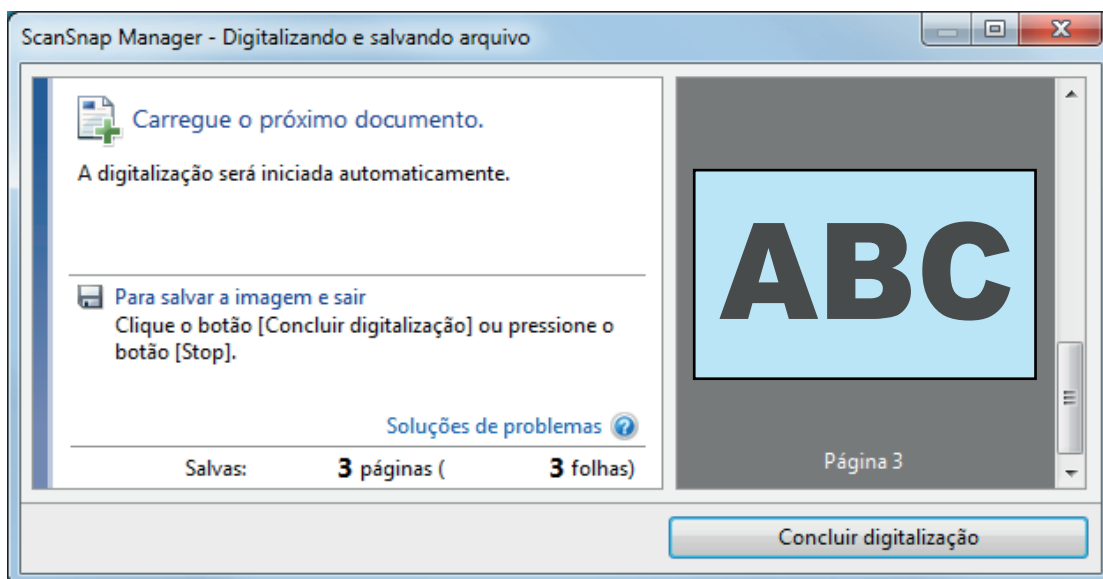 ScanSnap Manager - Digitalizando e salvando arquivo
Carregue o próximo documento.
A digitalização será iniciada automaticamente.
Para salvar a imagem e sair
Clique o botão [Concluir digitalização] ou pressione o
botão [Stop].
Soluções de problemas
Salvas: 3 páginas ( 3 folhas)
ABC
Página 3
Concluir digitalização